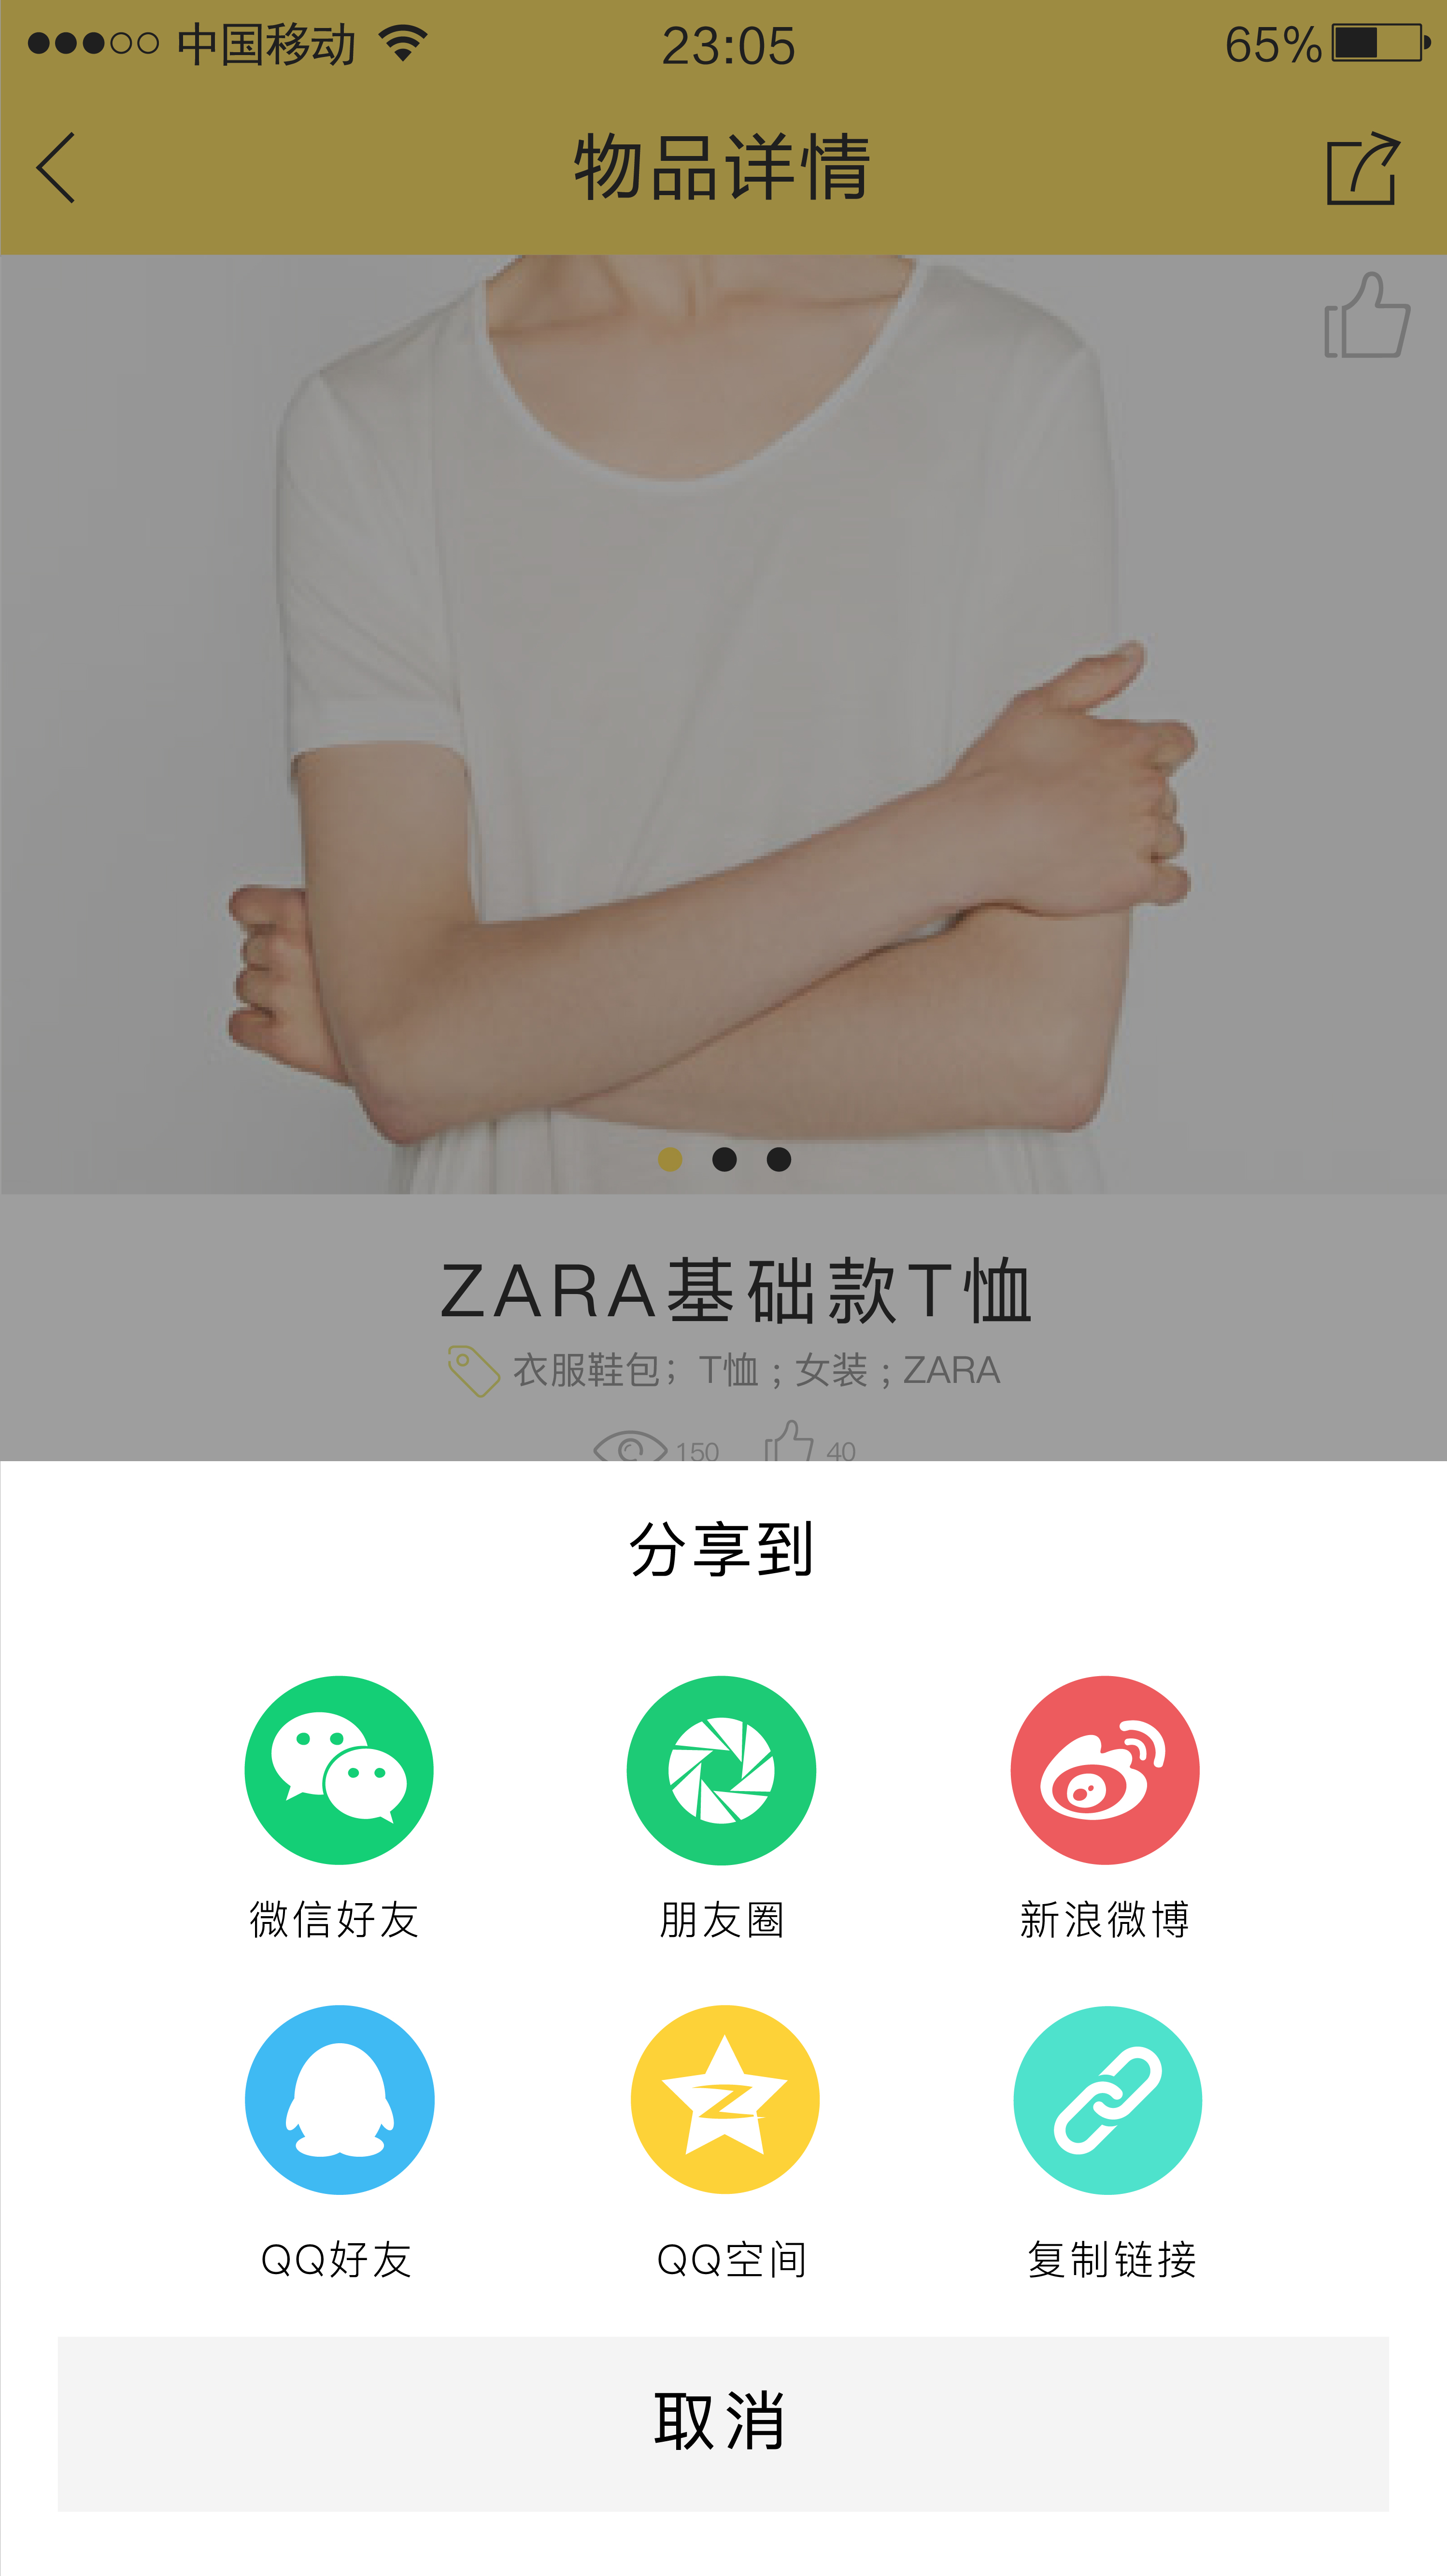 中国移动 23:05 65%
物品详情
ZARA基础款T恤
衣服鞋包；T恤；女装；ZARA
150 40
分享到
微信好友 朋友圈 新浪微博
QQ好友 QQ空间 复制链接
取消